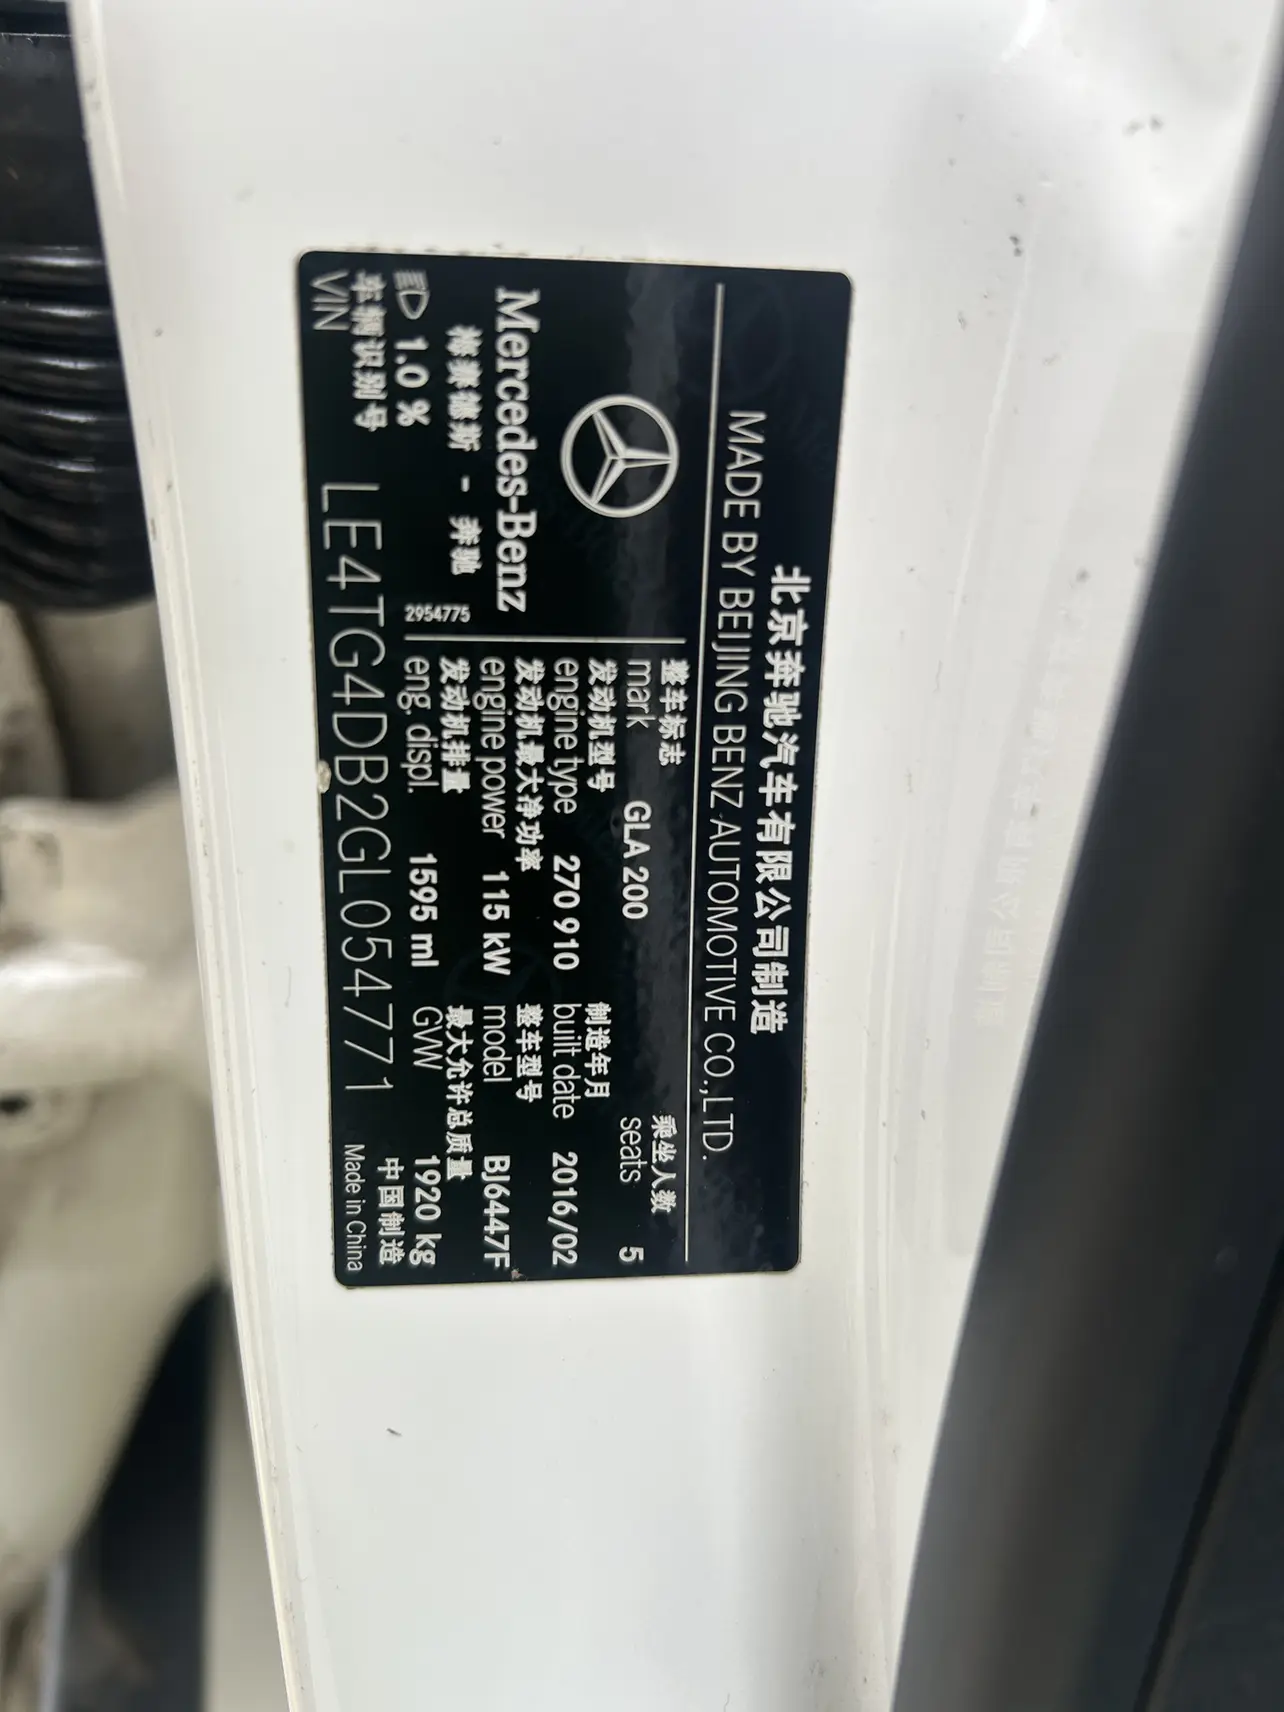 北京奔驰汽车有限公司制造
MADE BY BEIJING BENZ AUTOMOTIVE CO.,LTD.
整车标志
mark GLA 200
乘坐人数
seats 5
发动机型号
engine type 270 910
制造年月
built date 2016/02
发动机最大净功率
engine power 115 kW
整车型号
model BJ6447F
发动机排量
eng. displ. 1595 ml
最大允许总质量
GVW 1920 kg
Mercedes-Benz
梅赛德斯 - 奔驰
2954775
1.0 %
车辆识别号
VIN LE4TG4DB2GL054771
中国制造
Made in China